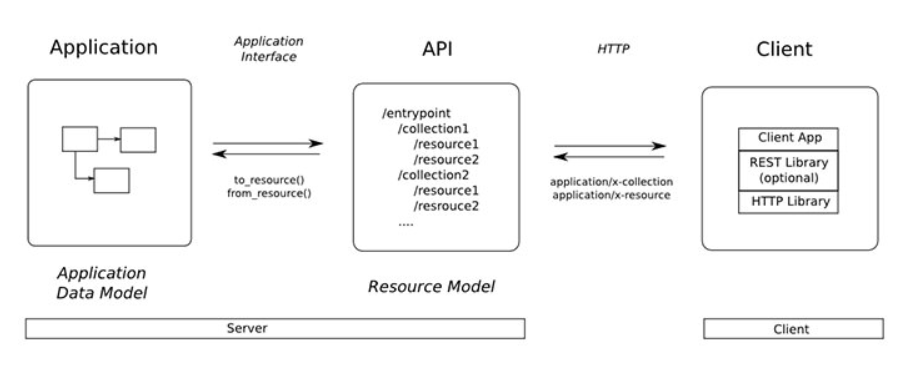 Application
Application
Interface
API
HTTP
Client
/entrypoint
/collection1
/resource1
/resource2
/collection2
/resource1
/resrouce2
....
to_resource()
from_resource()
application/x-collection
application/x-resource
Client App
REST Library
(optional)
HTTP Library
Application
Data Model
Resource Model
Server
Client